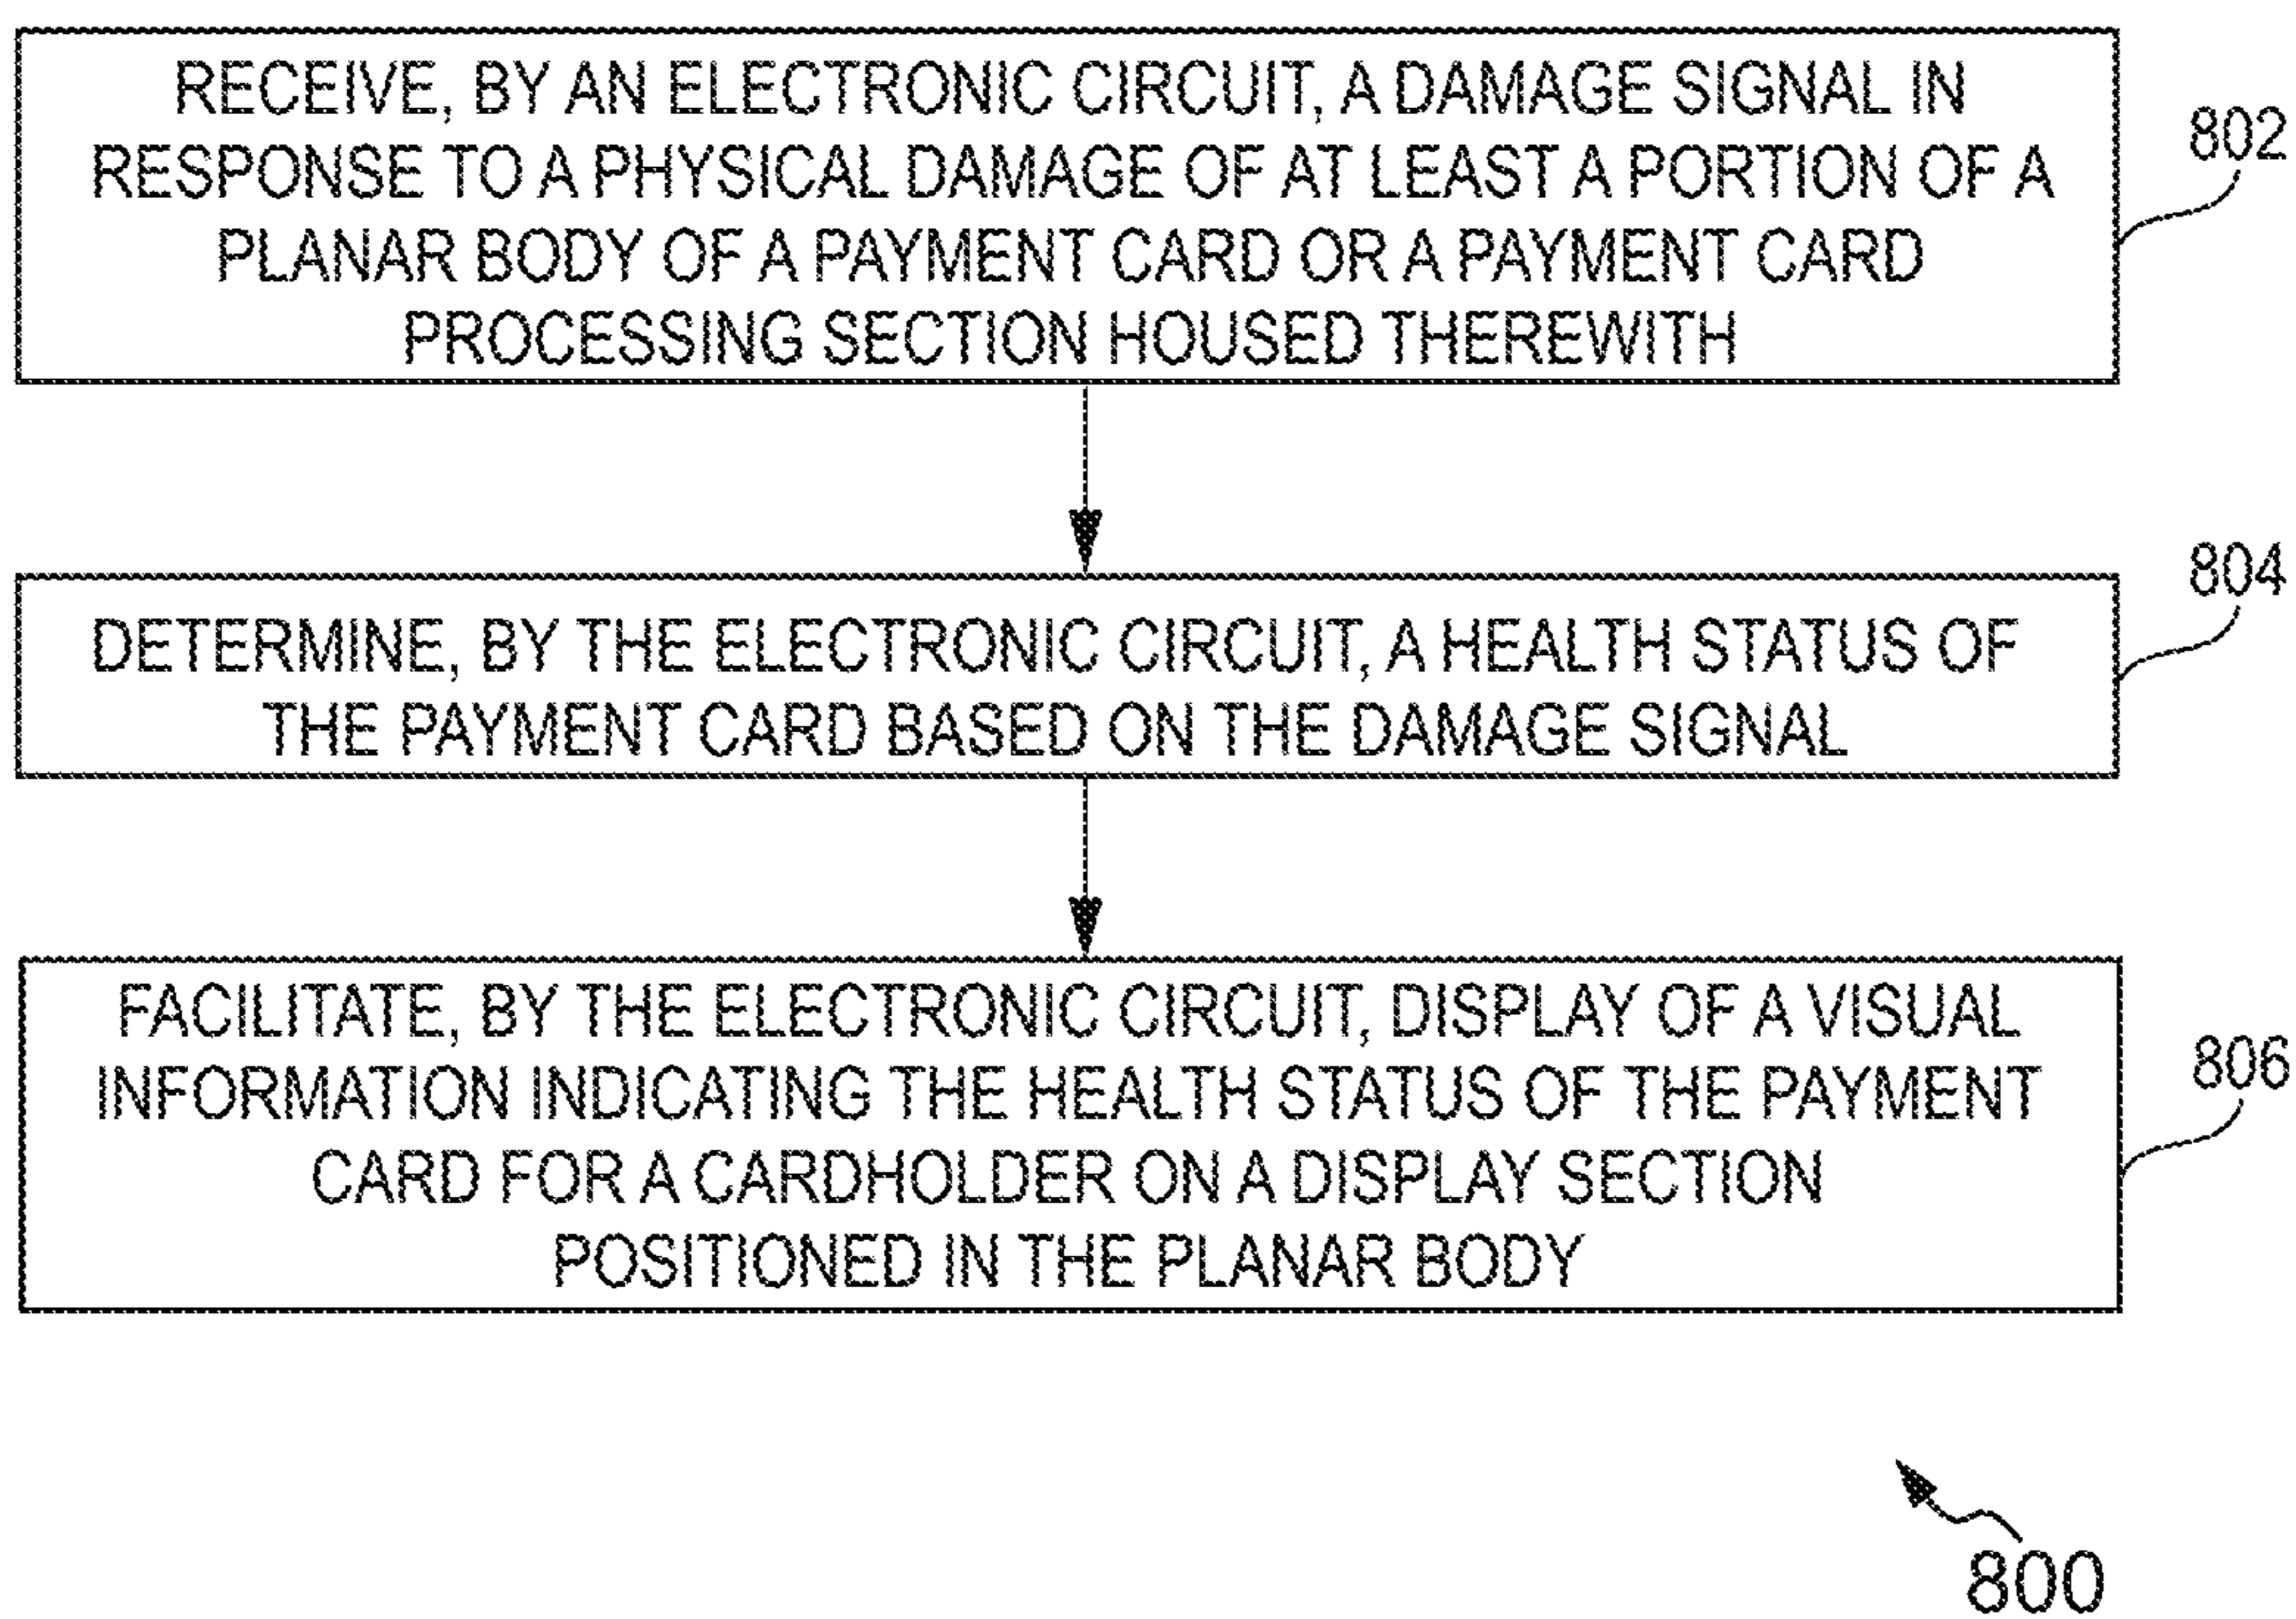 RECEIVE, BY AN ELECTRONIC CIRCUIT, A DAMAGE SIGNAL IN
RESPONSE TO A PHYSICAL DAMAGE OF AT LEAST A PORTION OF A
PLANAR BODY OF A PAYMENT CARD OR A PAYMENT CARD
PROCESSING SECTION HOUSED THEREWITH
802
DETERMINE, BY THE ELECTRONIC CIRCUIT, A HEALTH STATUS OF
THE PAYMENT CARD BASED ON THE DAMAGE SIGNAL
804
FACILITATE, BY THE ELECTRONIC CIRCUIT, DISPLAY OF A VISUAL
INFORMATION INDICATING THE HEALTH STATUS OF THE PAYMENT
CARD FOR A CARDHOLDER ON A DISPLAY SECTION
POSITIONED IN THE PLANAR BODY
806
800